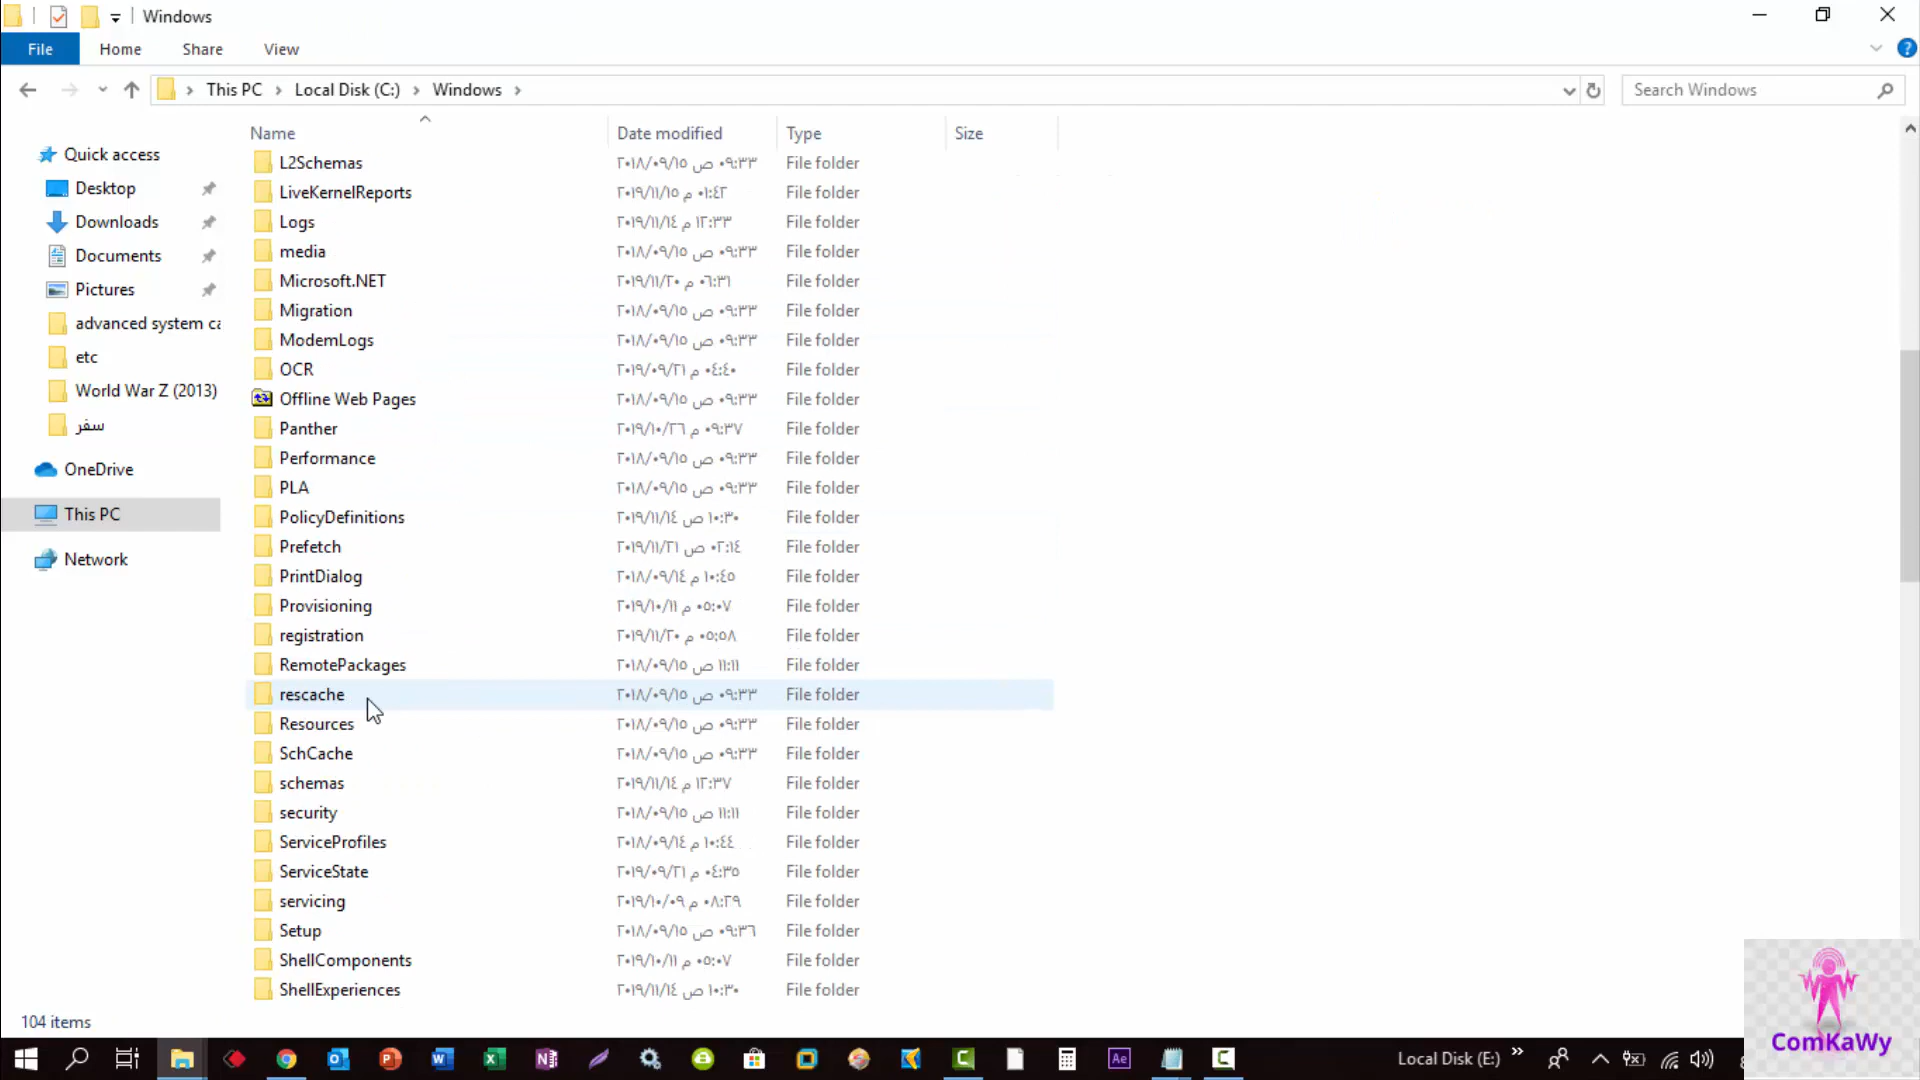 Windows
File Home Share View
This PC Local Disk (C:) Windows
Search Windows
Name Date modified Type Size
Quick access
Desktop
Downloads
Documents
Pictures
advanced system ca
etc
World War Z (2013)
سفر
OneDrive
This PC
Network
L2Schemas ٢٠١٨/٠٩/١٥ ص ٠٩:٣٣ File folder
LiveKernelReports ٢٠١٩/١١/١٥ م ٠١:٤٢ File folder
Logs ٢٠١٩/١١/١٤ م ١٢:٣٣ File folder
media ٢٠١٨/٠٩/١٥ ص ٠٩:٣٣ File folder
Microsoft.NET ٢٠١٩/١١/٢٠ م ٠٦:٣١ File folder
Migration ٢٠١٨/٠٩/١٥ ص ٠٩:٣٣ File folder
ModemLogs ٢٠١٨/٠٩/١٥ ص ٠٩:٣٣ File folder
OCR ٢٠١٩/٠٩/٢١ م ٠٤:٤٠ File folder
Offline Web Pages ٢٠١٨/٠٩/١٥ ص ٠٩:٣٣ File folder
Panther ٢٠١٩/١٠/٢٦ م ٠٩:٣٧ File folder
Performance ٢٠١٨/٠٩/١٥ ص ٠٩:٣٣ File folder
PLA ٢٠١٨/٠٩/١٥ ص ٠٩:٣٣ File folder
PolicyDefinitions ٢٠١٩/١١/١٤ ص ١٠:٣٠ File folder
Prefetch ٢٠١٩/١١/٢١ ص ٠٢:١٤ File folder
PrintDialog ٢٠١٨/٠٩/١٤ م ١٠:٤٥ File folder
Provisioning ٢٠١٩/١٠/١١ م ٠٥:٠٧ File folder
registration ٢٠١٩/١١/٢٠ م ٠٥:٥٨ File folder
RemotePackages ٢٠١٨/٠٩/١٥ ص ١١:١١ File folder
rescache ٢٠١٨/٠٩/١٥ ص ٠٩:٣٣ File folder
Resources ٢٠١٨/٠٩/١٥ ص ٠٩:٣٣ File folder
SchCache ٢٠١٨/٠٩/١٥ ص ٠٩:٣٣ File folder
schemas ٢٠١٩/١١/١٤ م ١٢:٣٧ File folder
security ٢٠١٨/٠٩/١٥ ص ١١:١١ File folder
ServiceProfiles ٢٠١٨/٠٩/١٤ م ١٠:٤٤ File folder
ServiceState ٢٠١٩/٠٩/٢١ م ٠٤:٣٥ File folder
servicing ٢٠١٩/١٠/٠٩ م ٠٨:٢٩ File folder
Setup ٢٠١٨/٠٩/١٥ ص ٠٩:٣٦ File folder
ShellComponents ٢٠١٩/١٠/١١ م ٠٥:٠٧ File folder
ShellExperiences ٢٠١٩/١١/١٤ ص ١٠:٣٠ File folder
104 items
ComKaWy
Local Disk (E:)